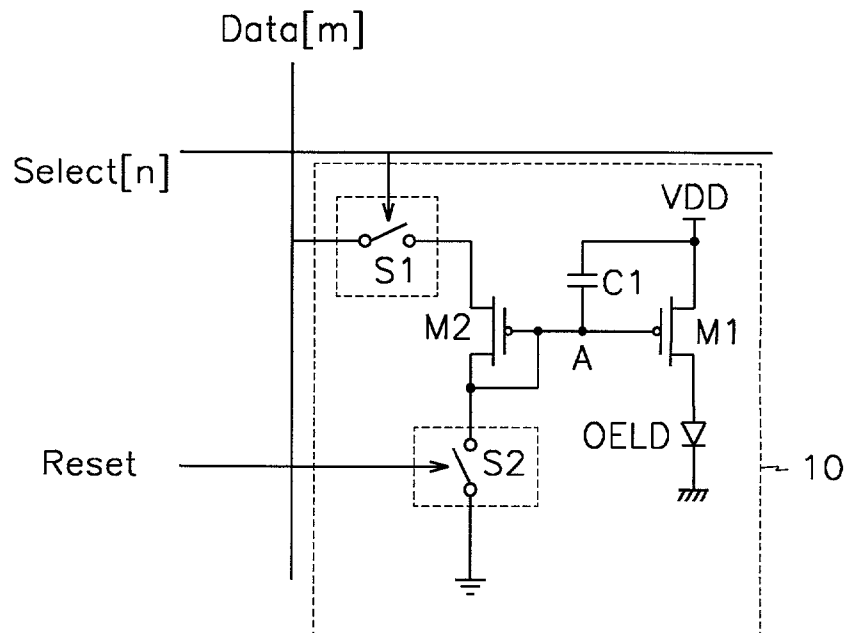 Data[m]
Select[n]
VDD
S1
C1
M2
M1
A
OELD
Reset
S2
10